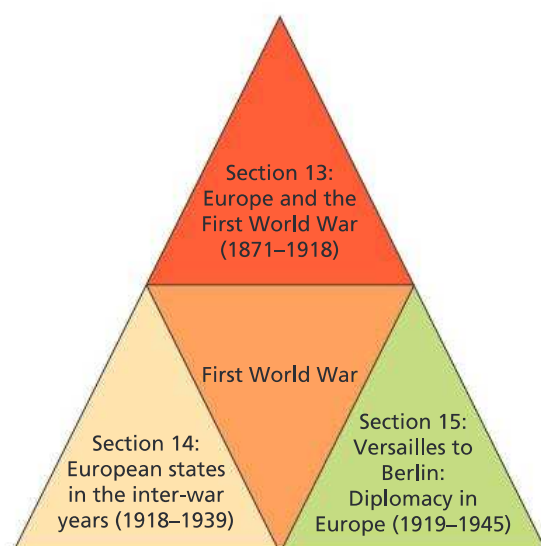 Section 13:
Europe and the
First World War
(1871–1918)
First World War
Section 14:
European states
in the inter-war
years (1918–1939)
Section 15:
Versailles to
Berlin:
Diplomacy in
Europe (1919–1945)